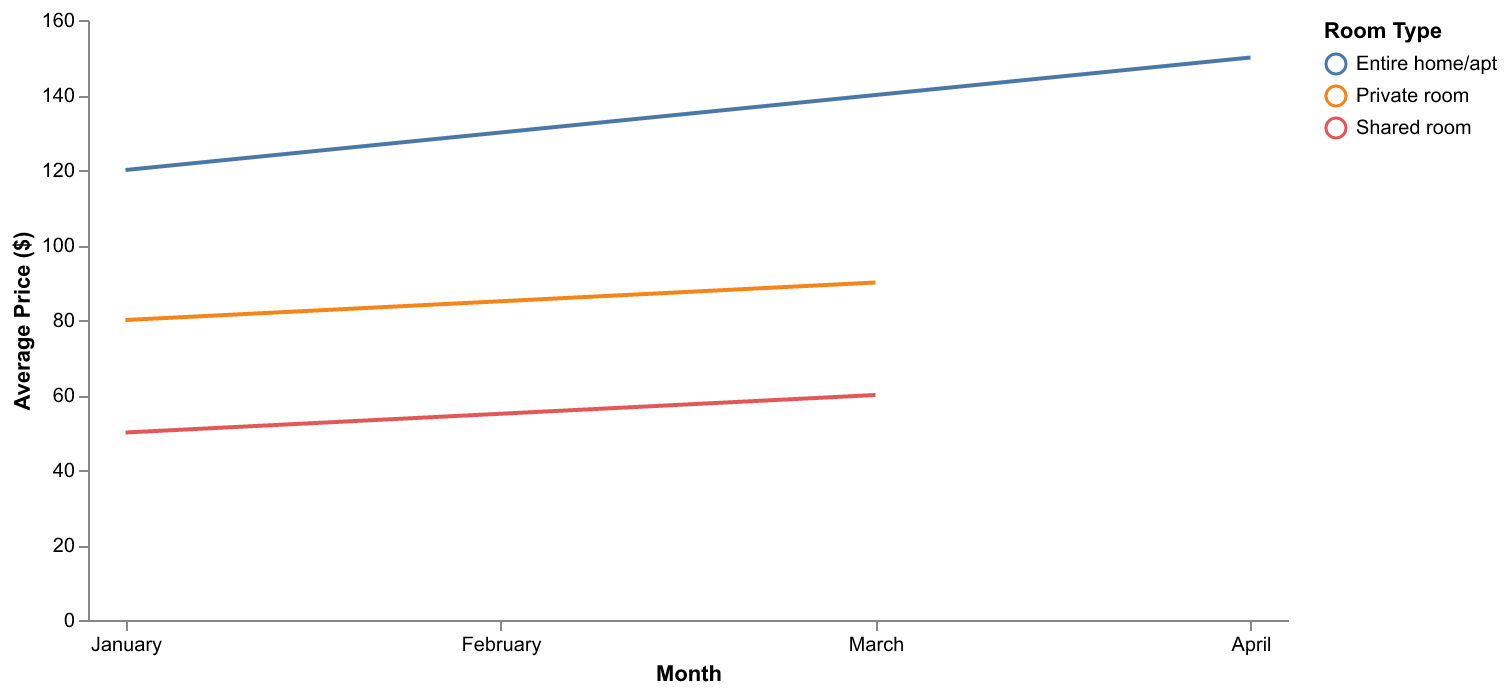 160
140
120
100
80
60
40
20
0
Average Price ($)
January
February
March
April
Month
Room Type
Entire home/apt
Private room
Shared room